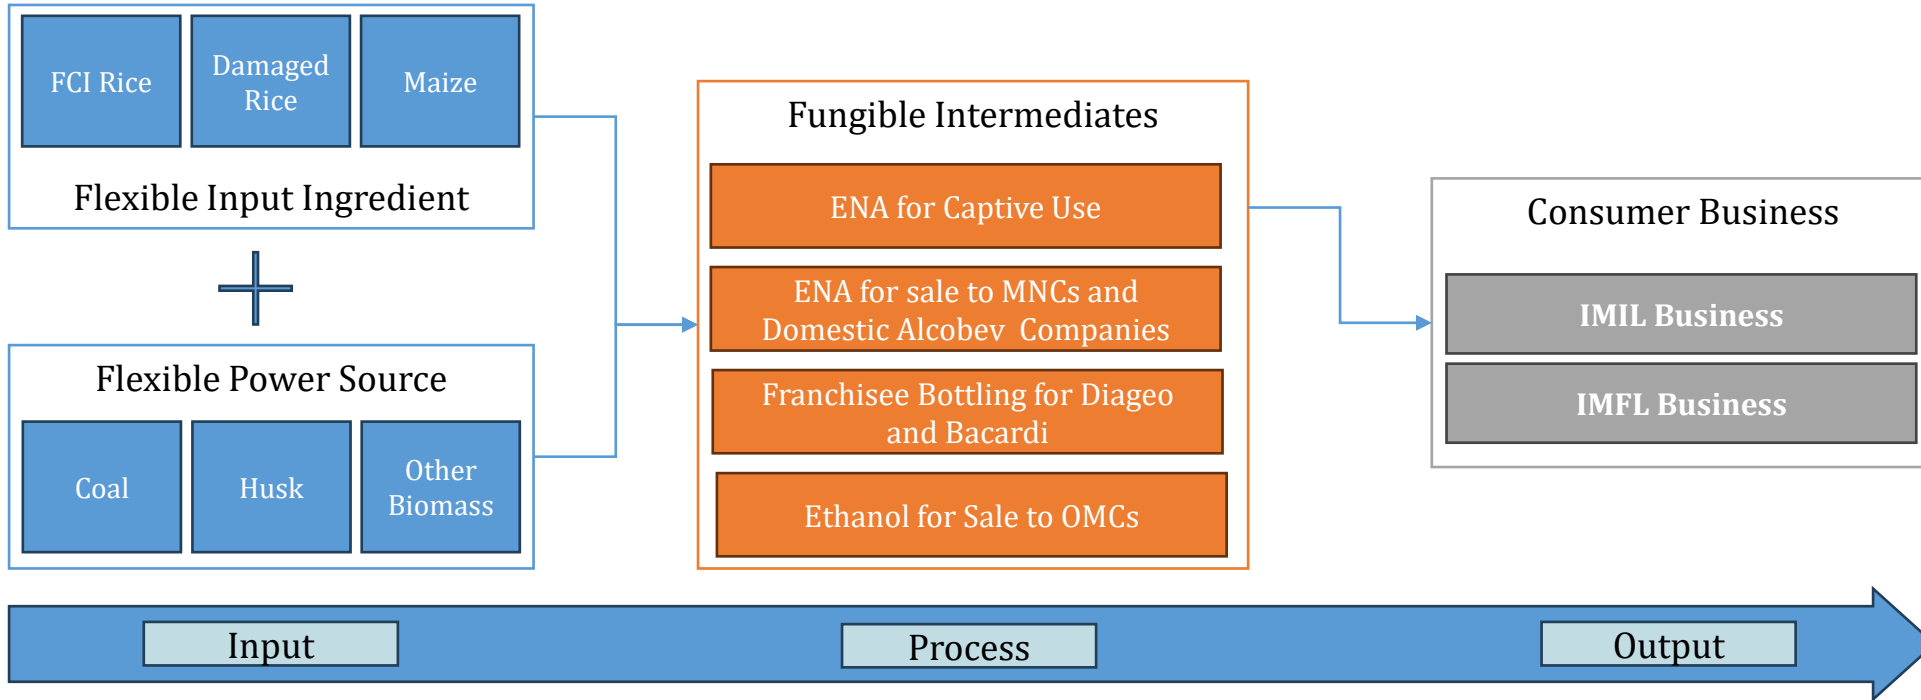 FCI Rice
Damaged
Rice
Maize
Flexible Input Ingredient
Flexible Power Source
Coal
Husk
Other
Biomass
Fungible Intermediates
ENA for Captive Use
ENA for sale to MNCs and
Domestic Alcobev Companies
Franchisee Bottling for Diageo
and Bacardi
Ethanol for Sale to OMCs
Consumer Business
IMIL Business
IMFL Business
Input
Process
Output